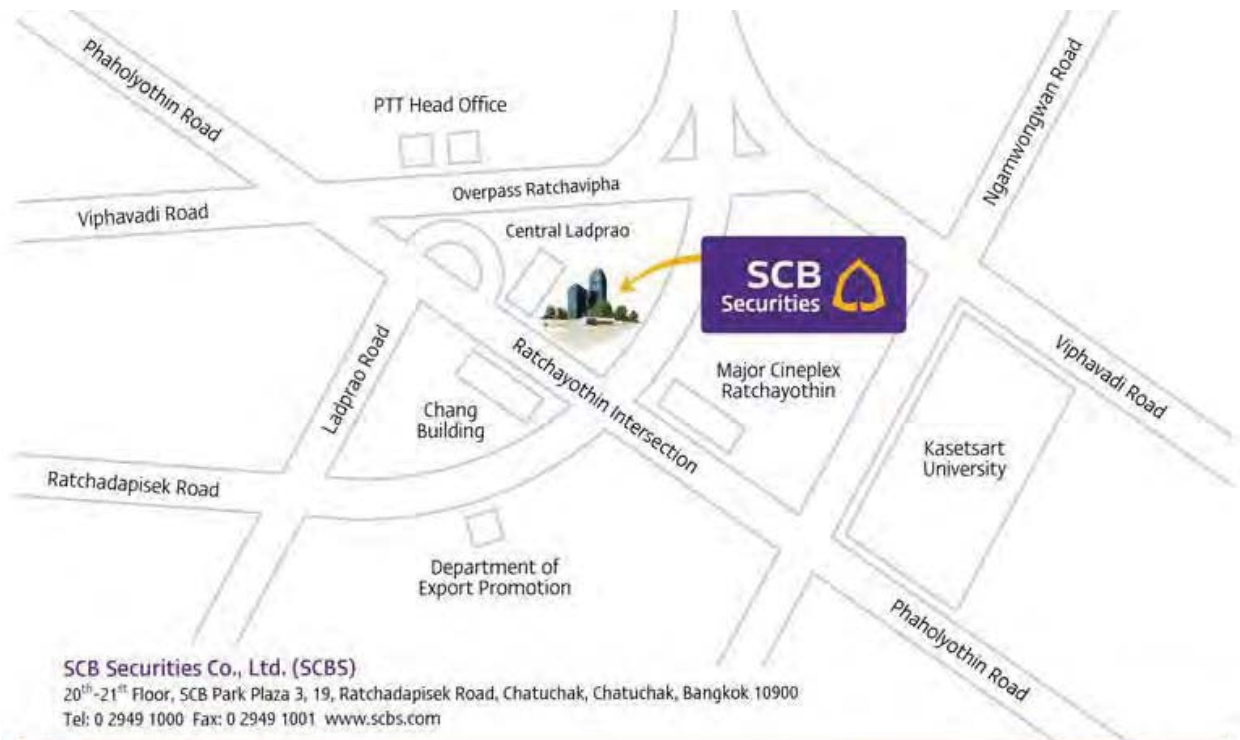 Phaholyothin Road
PTT Head Office
Ngamwongwan Road
Viphavadi Road
Overpass Ratchavipha
Central Ladprao
SCB
Securities
Ladprao Road
Ratchayothin Intersection
Major Cineplex
Ratchayothin
Viphavadi Road
Chang
Building
Kasetsart
University
Ratchadapisek Road
Department of
Export Promotion
Phaholyothin Road
SCB Securities Co., Ltd. (SCBS)
20th-21st Floor, SCB Park Plaza 3, 19, Ratchadapisek Road, Chatuchak, Chatuchak, Bangkok 10900
Tel: 0 2949 1000 Fax: 0 2949 1001 www.scbs.com